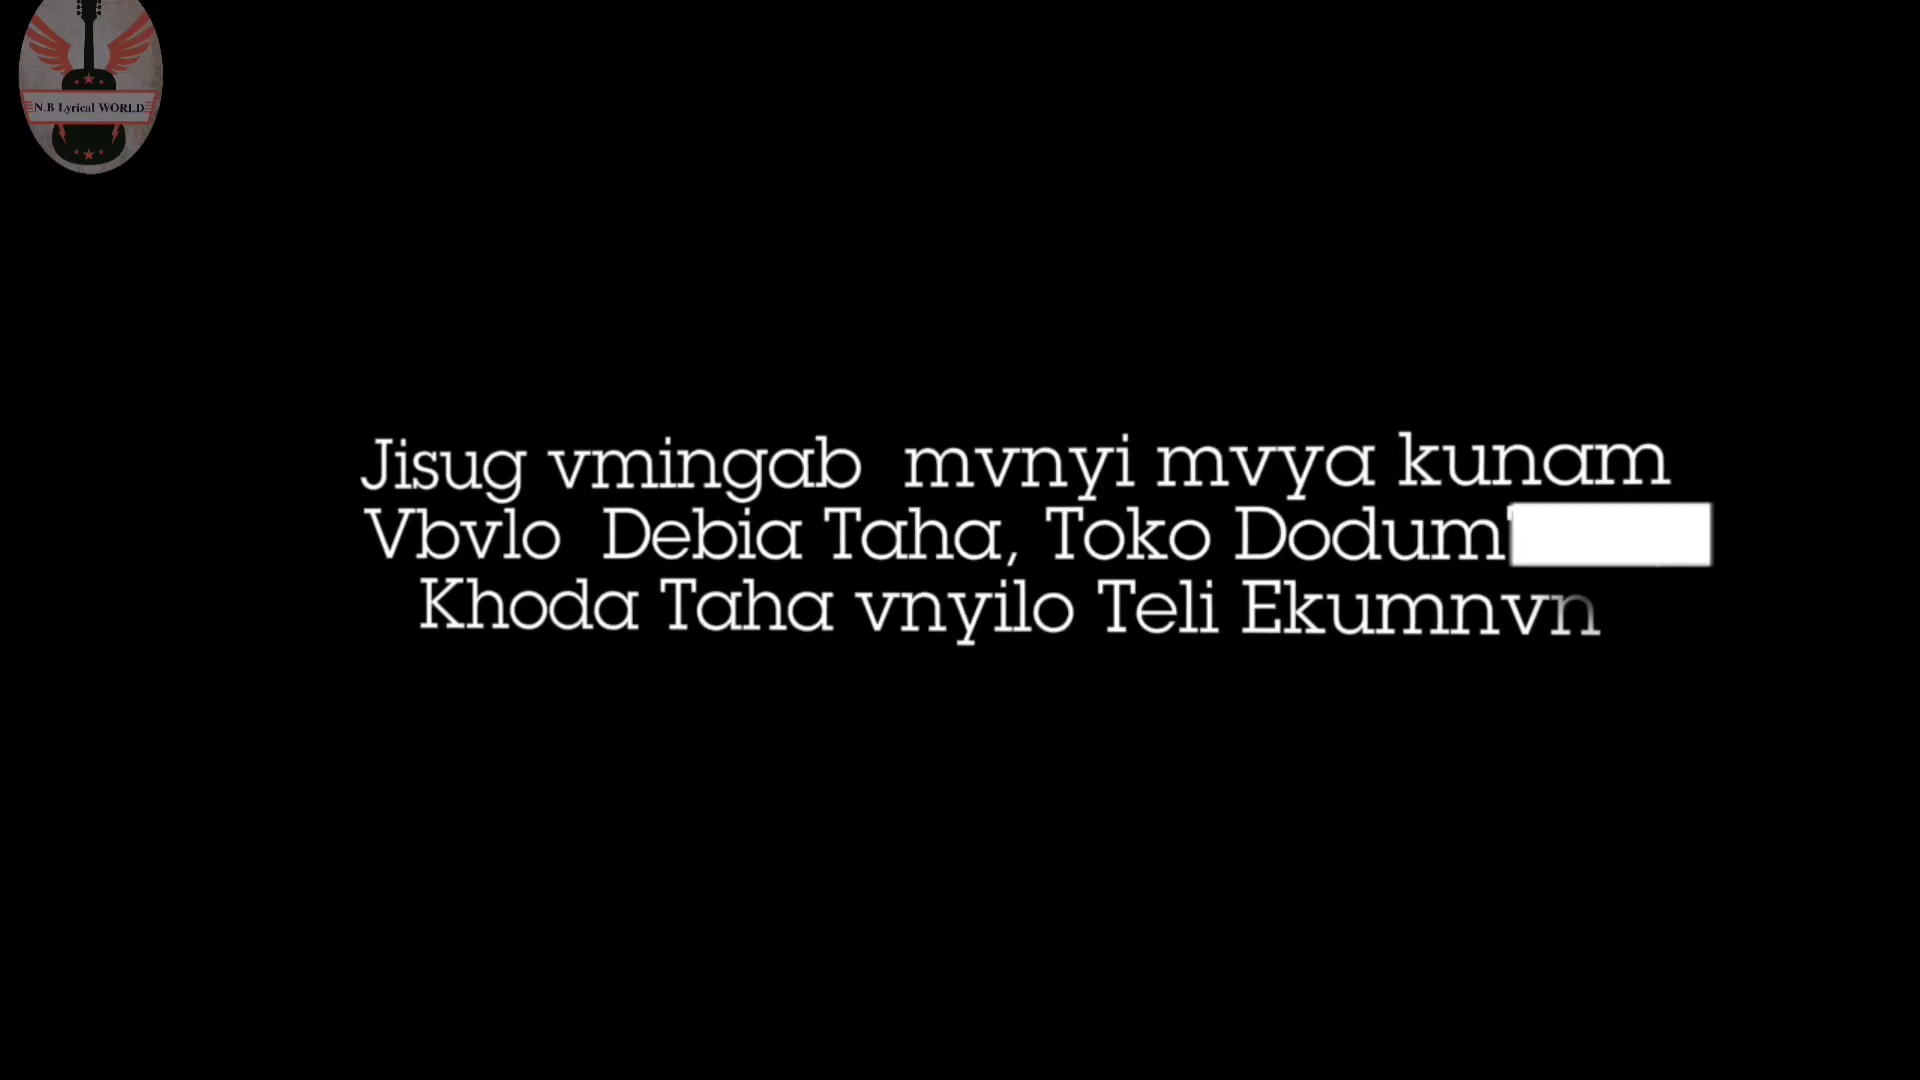 N.B Lyrical WORLD
Jisug vmingab mvnyi mvya kunam
Vbvlo Debia Taha, Toko Dodum
Khoda Taha vnyilo Teli Ekumnvn